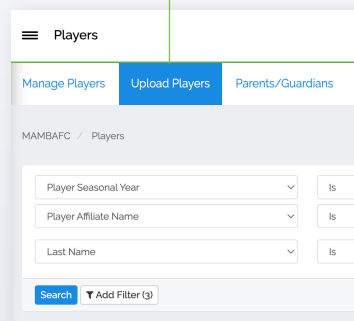 Players
Manage Players Upload Players Parents/Guardians
MAMBAFC / Players
Player Seasonal Year Is
Player Affiliate Name Is
Last Name Is
Search Add Filter (3)